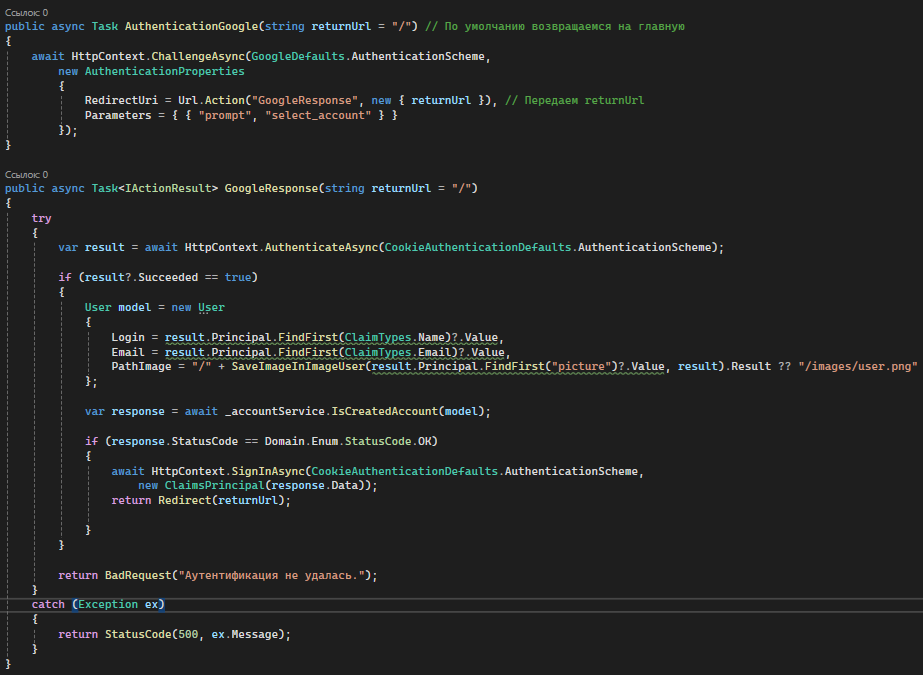 Ссылок: 0
public async Task AuthenticationGoogle(string returnUrl = "/") // По умолчанию возвращаемся на главную
{
    await HttpContext.ChallengeAsync(GoogleDefaults.AuthenticationScheme,
        new AuthenticationProperties
        {
            RedirectUri = Url.Action("GoogleResponse", new { returnUrl }), // Передаем returnUrl
            Parameters = { { "prompt", "select_account" } }
        });
}
Ссылок: 0
public async Task<IActionResult> GoogleResponse(string returnUrl = "/")
{
    try
    {
        var result = await HttpContext.AuthenticateAsync(CookieAuthenticationDefaults.AuthenticationScheme);
        if (result?.Succeeded == true)
        {
            User model = new User
            {
                Login = result.Principal.FindFirst(ClaimTypes.Name)?.Value,
                Email = result.Principal.FindFirst(ClaimTypes.Email)?.Value,
                PathImage = "/" + SaveImageInImageUser(result.Principal.FindFirst("picture")?.Value, result).Result ?? "/images/user.png"
            };
            var response = await _accountService.IsCreatedAccount(model);
            if (response.StatusCode == Domain.Enum.StatusCode.OK)
            {
                await HttpContext.SignInAsync(CookieAuthenticationDefaults.AuthenticationScheme,
                    new ClaimsPrincipal(response.Data));
                return Redirect(returnUrl);
            }
        }
        return BadRequest("Аутентификация не удалась.");
    }
    catch (Exception ex)
    {
        return StatusCode(500, ex.Message);
    }
}